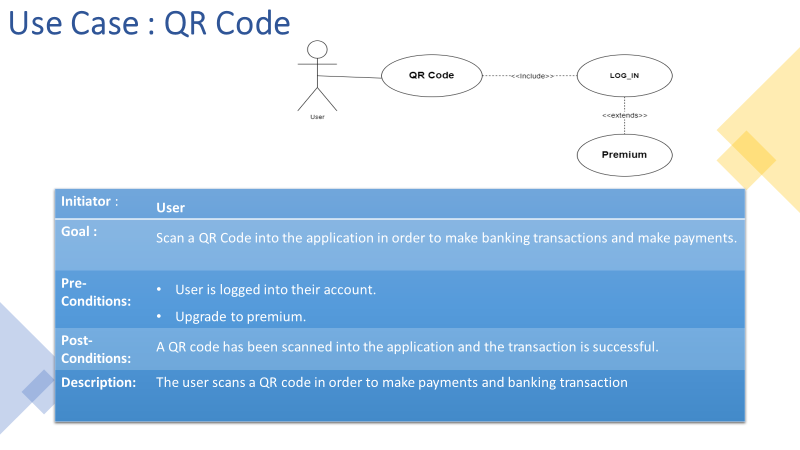 Use Case : QR Code
User
QR Code
<<include>>
LOG_IN
<<extends>>
Premium
Initiator :
User
Goal :
Scan a QR Code into the application in order to make banking transactions and make payments.
Pre-
Conditions:
• User is logged into their account.
• Upgrade to premium.
Post-
Conditions:
A QR code has been scanned into the application and the transaction is successful.
Description:
The user scans a QR code in order to make payments and banking transaction